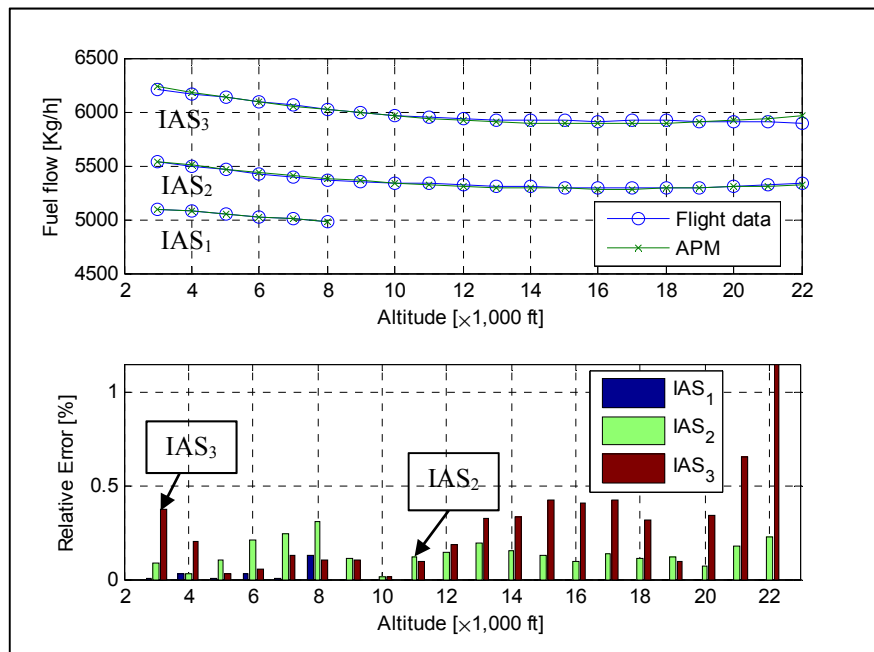 6500
6000
5500
5000
4500
Fuel flow [Kg/h]
IAS3
IAS2
IAS1
Flight data
APM
2 4 6 8 10 12 14 16 18 20 22
Altitude [×1,000 ft]
1
0.5
0
Relative Error [%]
IAS3
IAS2
IAS1
IAS2
IAS3
2 4 6 8 10 12 14 16 18 20 22
Altitude [×1,000 ft]